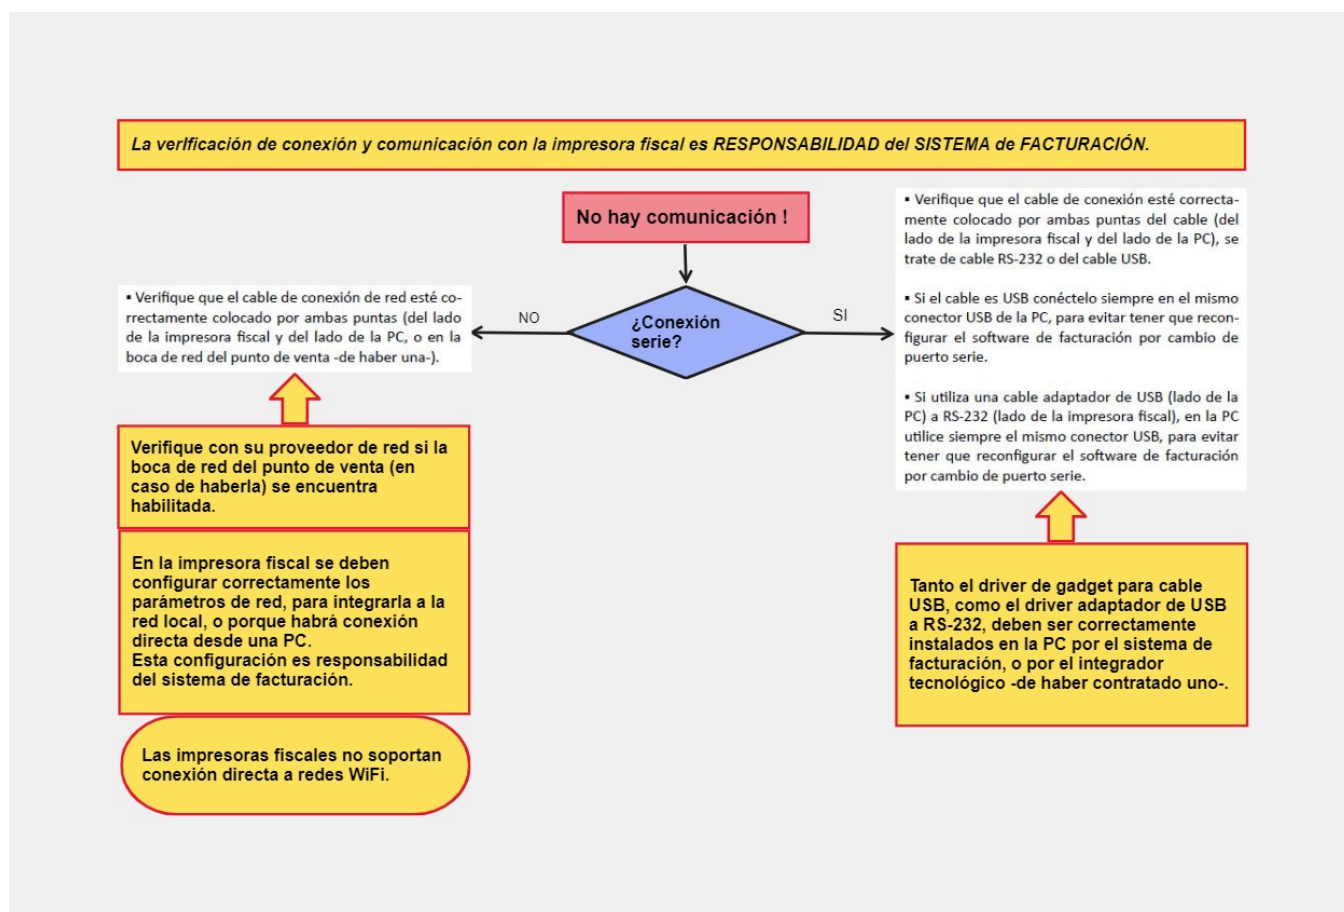 La verIficación de conexión y comunicación con la impresora fiscal es RESPONSABILIDAD del SISTEMA de FACTURACIÓN.
No hay comunicación !
¿Conexión
serie?
NO
SI
▪ Verifique que el cable de conexión de red esté co-
rrectamente colocado por ambas puntas (del lado
de la impresora fiscal y del lado de la PC, o en la
boca de red del punto de venta -de haber una-).
Verifique con su proveedor de red si la
boca de red del punto de venta (en
caso de haberla) se encuentra
habilitada.
En la impresora fiscal se deben
configurar correctamente los
parámetros de red, para integrarla a la
red local, o porque habrá conexión
directa desde una PC.
Esta configuración es responsabilidad
del sistema de facturación.
Las impresoras fiscales no soportan
conexión directa a redes WiFi.
▪ Verifique que el cable de conexión esté correcta-
mente colocado por ambas puntas del cable (del
lado de la impresora fiscal y del lado de la PC), se
trate de cable RS-232 o del cable USB.
▪ Si el cable es USB conéctelo siempre en el mismo
conector USB de la PC, para evitar tener que recon-
figurar el software de facturación por cambio de
puerto serie.
▪ Si utiliza una cable adaptador de USB (lado de la
PC) a RS-232 (lado de la impresora fiscal), en la PC
utilice siempre el mismo conector USB, para evitar
tener que reconfigurar el software de facturación
por cambio de puerto serie.
Tanto el driver de gadget para cable
USB, como el driver adaptador de USB
a RS-232, deben ser correctamente
instalados en la PC por el sistema de
facturación, o por el integrador
tecnológico -de haber contratado uno-.